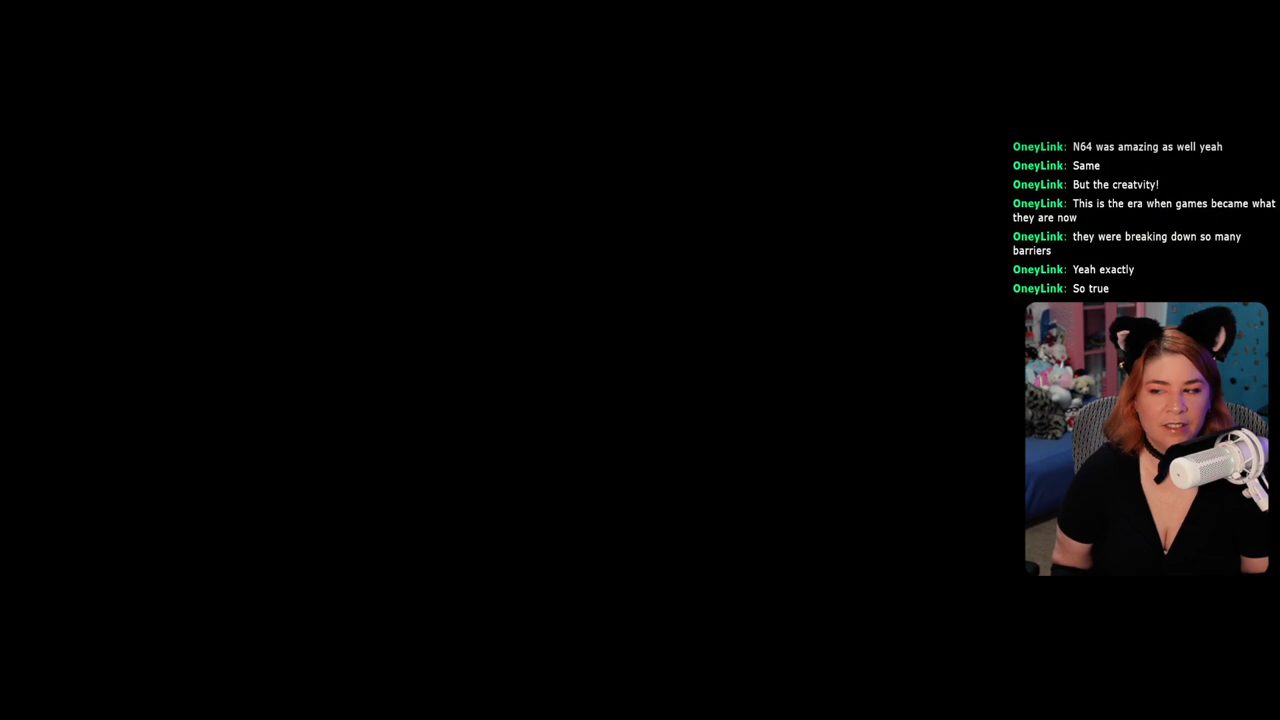 OneyLink: N64 was amazing as well yeah
OneyLink: Same
OneyLink: But the creatvity!
OneyLink: This is the era when games became what
they are now
OneyLink: they were breaking down so many
barriers
OneyLink: Yeah exactly
OneyLink: So true